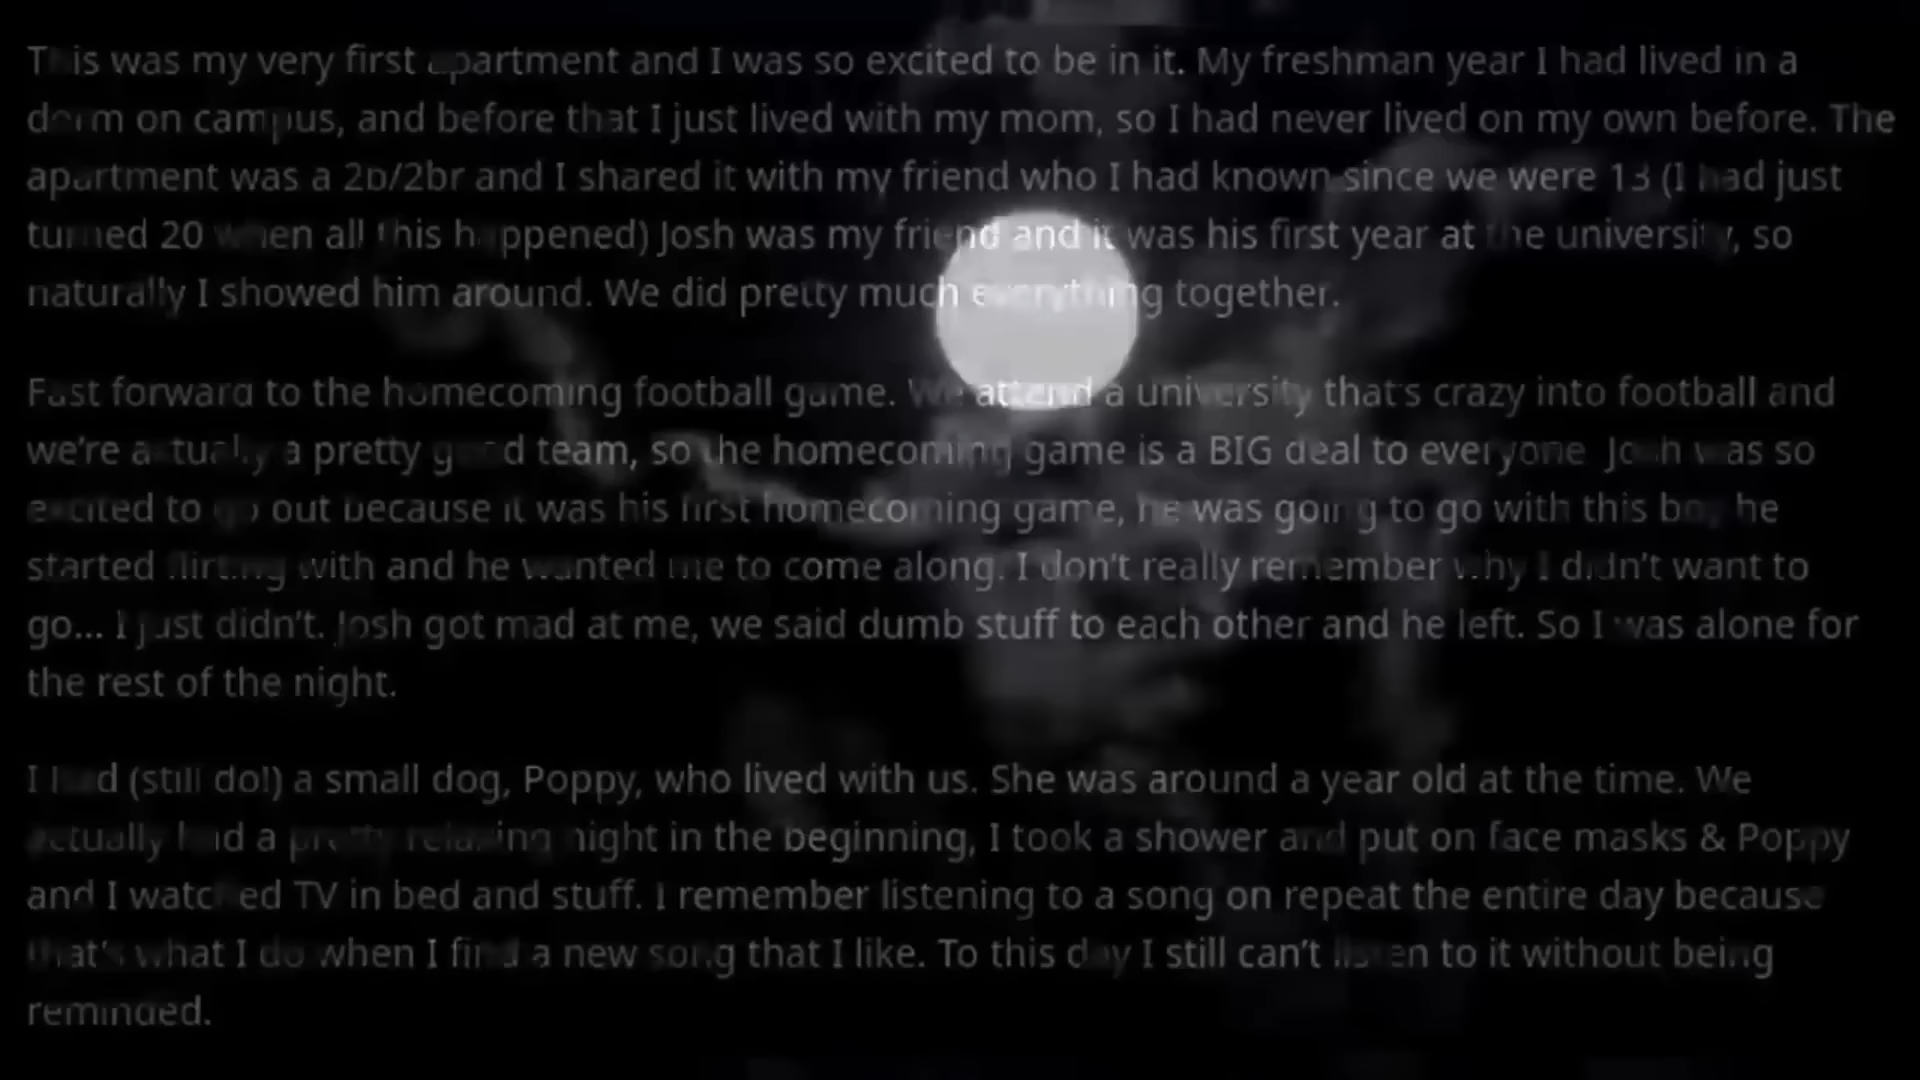 This was my very first apartment and I was so excited to be in it. My freshman year I had lived in a
dorm on campus, and before that I just lived with my mom, so I had never lived on my own before. The
apartment was a 2b/2br and I shared it with my friend who I had known since we were 13 (I had just
turned 20 when all this happened) Josh was my friend and it was his first year at the university, so
naturally I showed him around. We did pretty much everything together.
Fast forward to the homecoming football game. We attend a university that's crazy into football and
we're actually a pretty good team, so the homecoming game is a BIG deal to everyone. Josh was so
excited to go out because it was his first homecoming game, he was going to go with this boy he
started flirting with and he wanted me to come along. I don't really remember why I didn't want to
go... I just didn't. Josh got mad at me, we said dumb stuff to each other and he left. So I was alone for
the rest of the night.
I had (still do!) a small dog, Poppy, who lived with us. She was around a year old at the time. We
actually had a pretty relaxing night in the beginning, I took a shower and put on face masks & Poppy
and I watched TV in bed and stuff. I remember listening to a song on repeat the entire day because
that's what I do when I find a new song that I like. To this day I still can't listen to it without being
reminded.